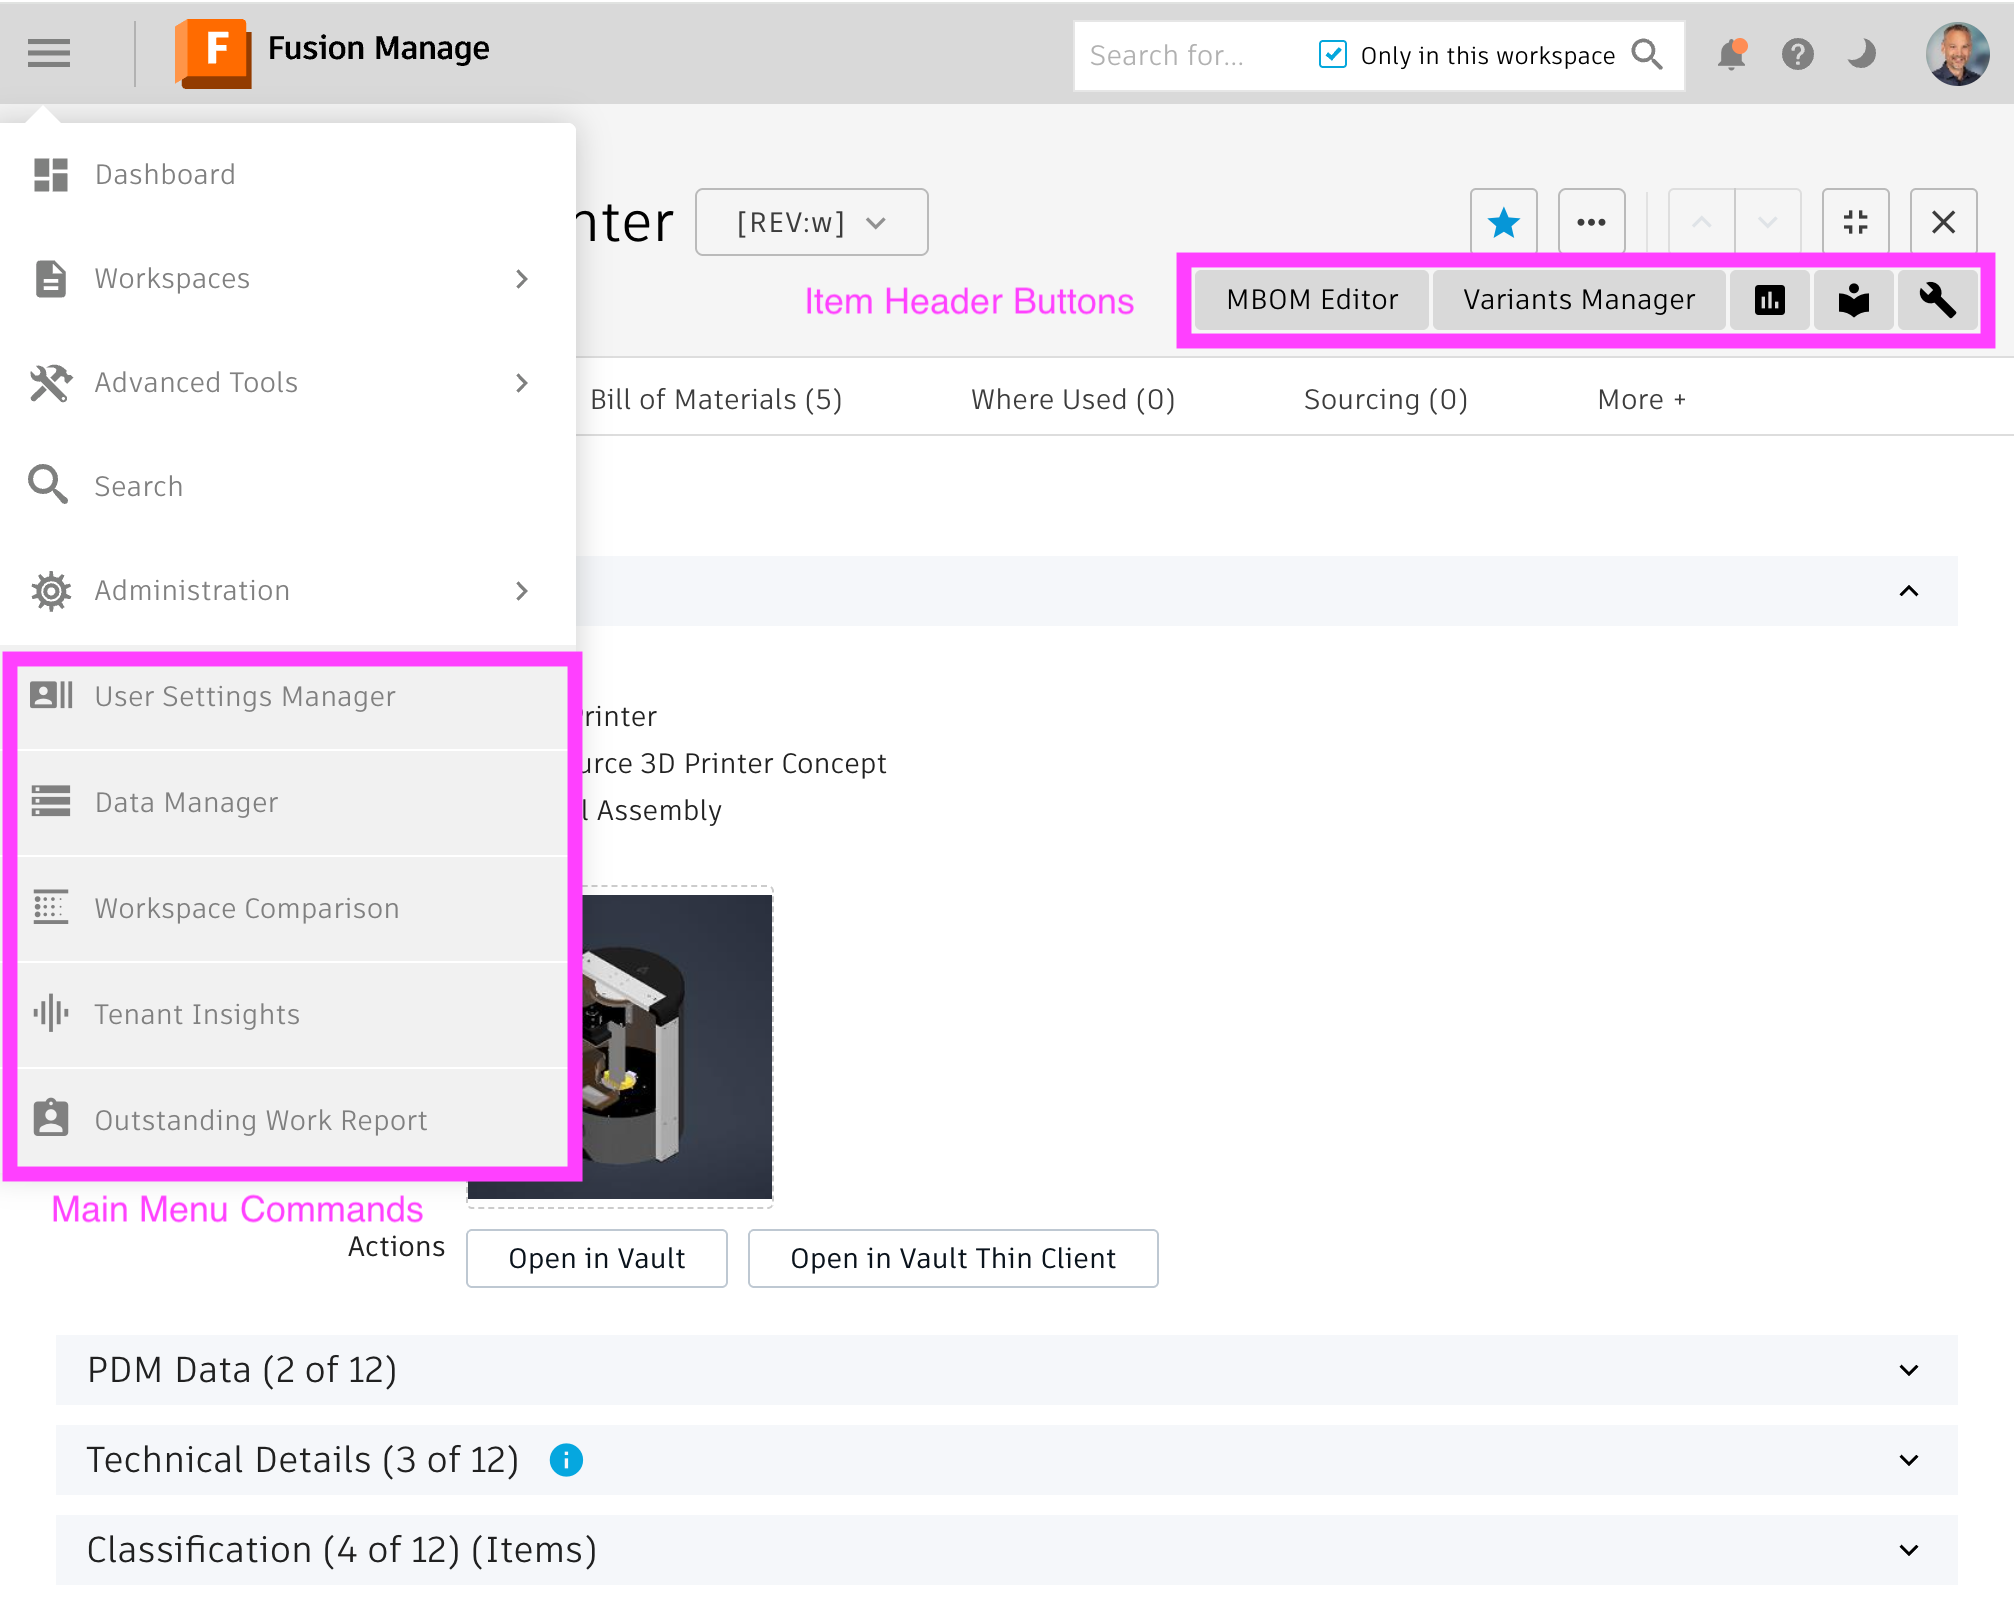 F Fusion Manage
Search for...
Only in this workspace
Dashboard
Workspaces
Advanced Tools
Search
Administration
User Settings Manager
Data Manager
Workspace Comparison
Tenant Insights
Outstanding Work Report
Main Menu Commands
nter
[REV:w]
Item Header Buttons
MBOM Editor
Variants Manager
Bill of Materials (5)
Where Used (0)
Sourcing (0)
More +
rinter
urce 3D Printer Concept
l Assembly
Actions
Open in Vault
Open in Vault Thin Client
PDM Data (2 of 12)
Technical Details (3 of 12)
Classification (4 of 12) (Items)